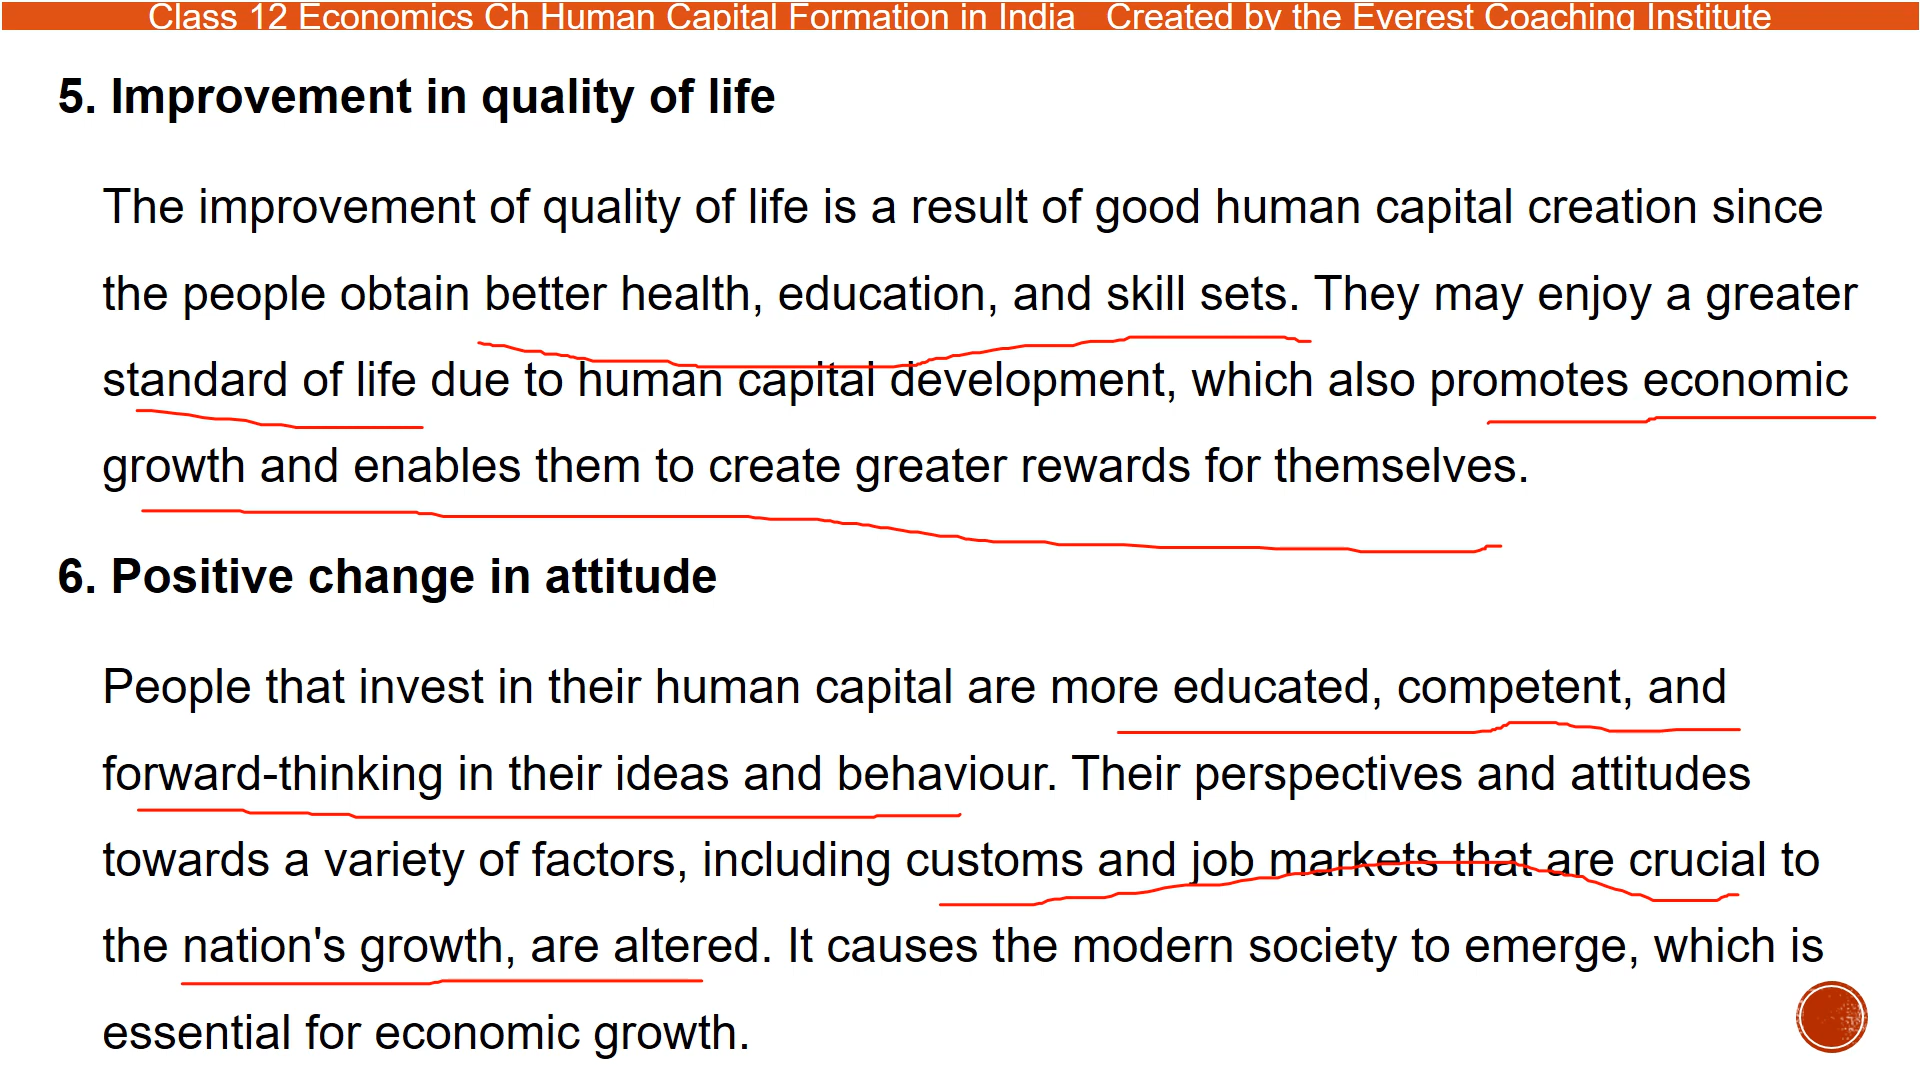 Class 12 Economics Ch Human Capital Formation in India Created by the Everest Coaching Institute
5. Improvement in quality of life
The improvement of quality of life is a result of good human capital creation since
the people obtain better health, education, and skill sets. They may enjoy a greater
standard of life due to human capital development, which also promotes economic
growth and enables them to create greater rewards for themselves.
6. Positive change in attitude
People that invest in their human capital are more educated, competent, and
forward-thinking in their ideas and behaviour. Their perspectives and attitudes
towards a variety of factors, including customs and job markets that are crucial to
the nation's growth, are altered. It causes the modern society to emerge, which is
essential for economic growth.